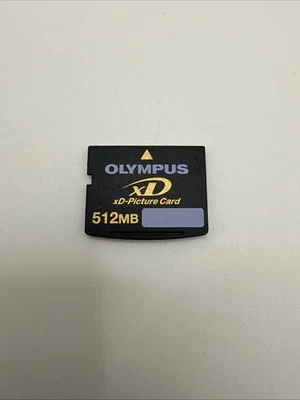 OLYMPUS
xD
xD-Picture Card
512MB